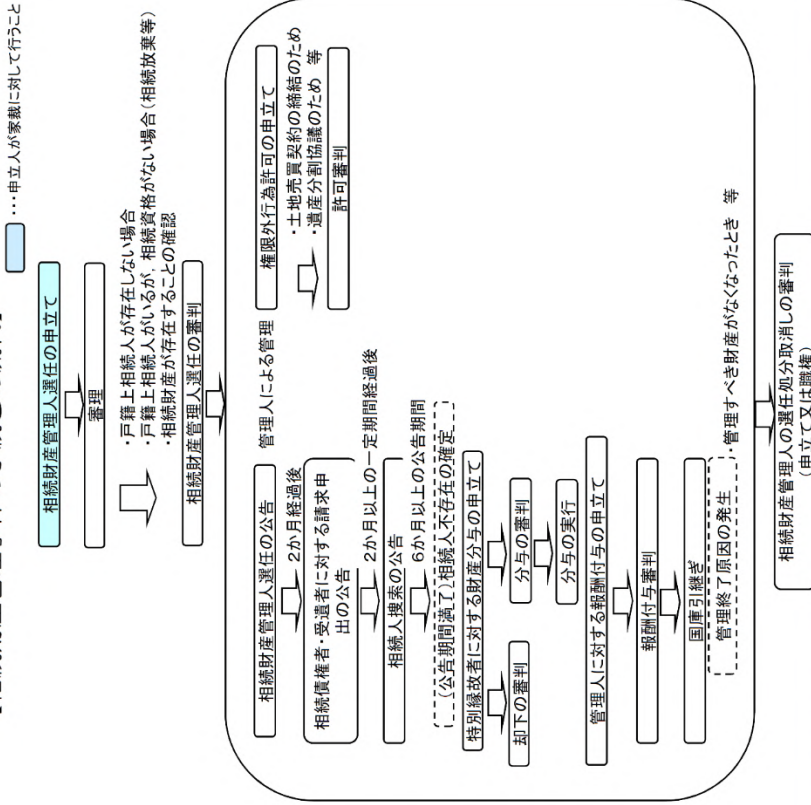 ・・・申立人が家裁に対して行うこと
相続財産管理人選任の申立て
審理
・戸籍上相続人が存在しない場合
・戸籍上相続人がいるが，相続資格がない場合（相続放棄等）
・相続財産が存在することの確認
相続財産管理人選任の審判
管理人による管理
相続財産管理人選任の公告
2か月経過後
相続債権者・受遺者に対する請求申
出の公告
2か月以上の一定期間経過後
相続人捜索の公告
6か月以上の公告期間
（公告期間満了）相続人不存在の確定
特別縁故者に対する財産分与の申立て
却下の審判
分与の審判
分与の実行
管理人に対する報酬付与の申立て
報酬付与審判
国庫引継ぎ
管理終了原因の発生
・管理すべき財産がなくなったとき　等
権限外行為許可の申立て
・土地売買契約の締結のため
・遺産分割協議のため　等
許可審判
相続財産管理人の選任処分取消しの審判
（申立て又は職権）